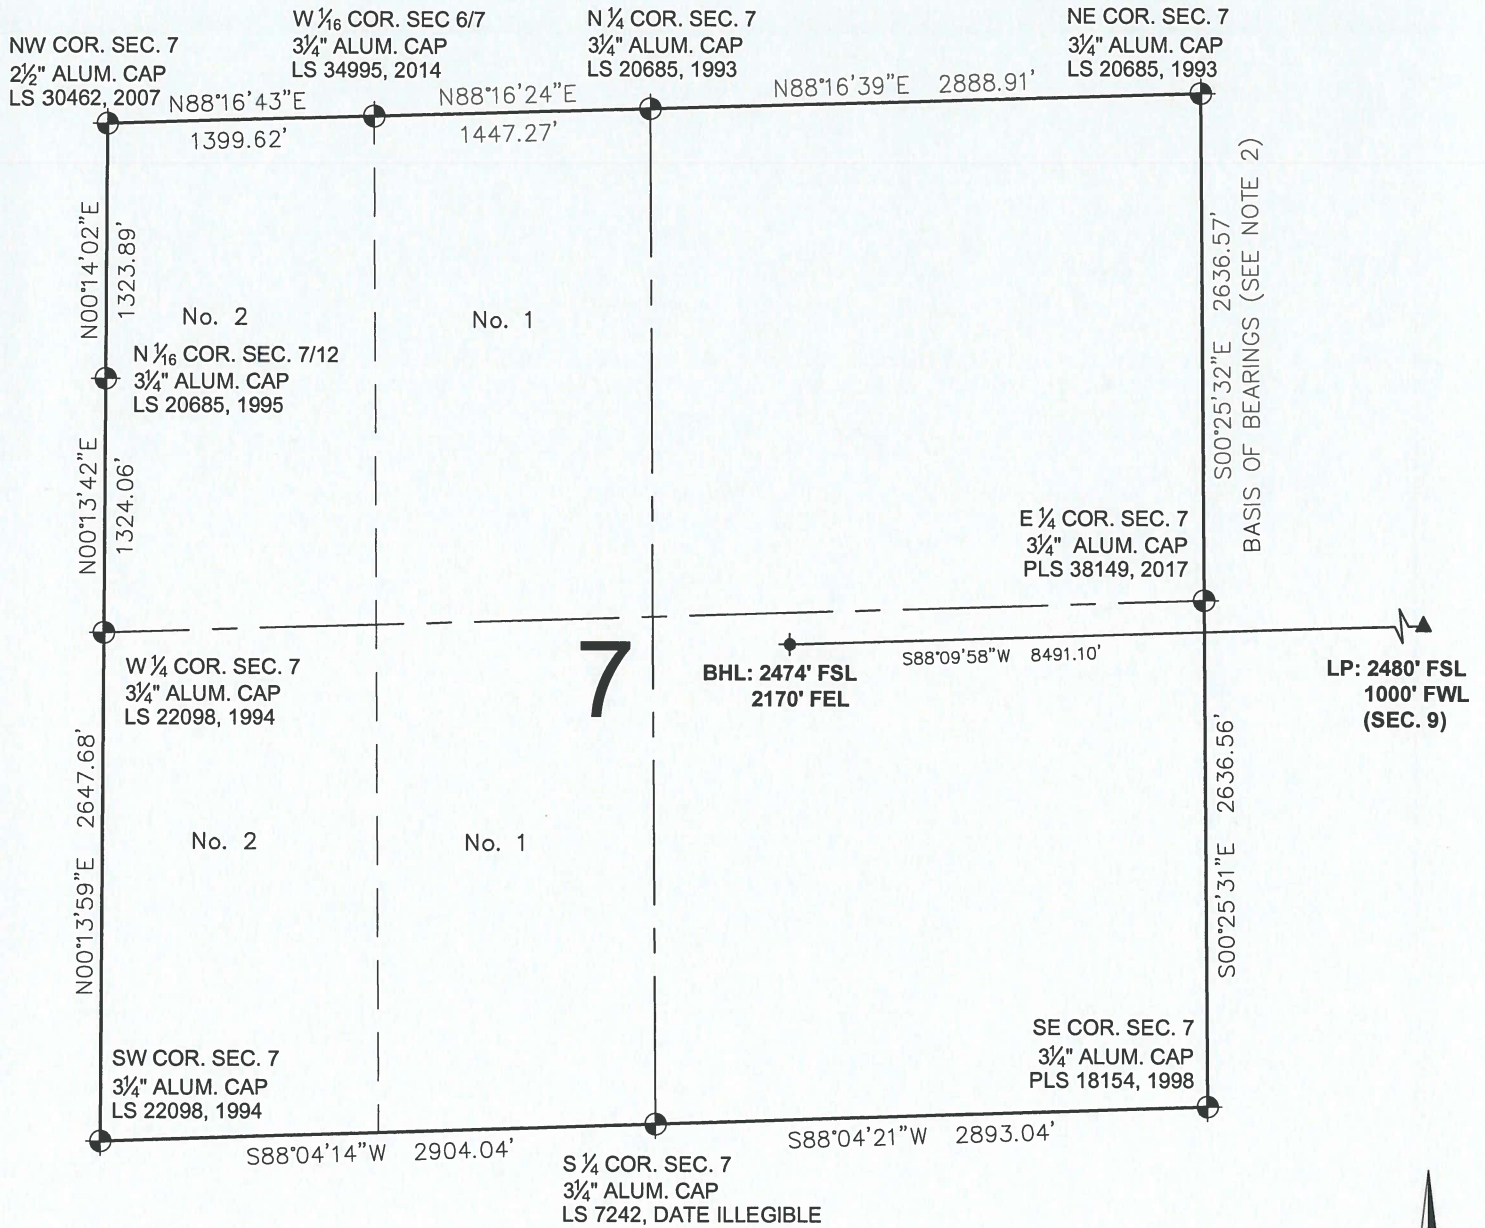 W 1/16 COR. SEC 6/7
3¼" ALUM. CAP
LS 34995, 2014
N ¼ COR. SEC. 7
3¼" ALUM. CAP
LS 20685, 1993
NE COR. SEC. 7
3¼" ALUM. CAP
LS 20685, 1993
NW COR. SEC. 7
2½" ALUM. CAP
LS 30462, 2007
N88°16'43"E
1399.62'
N88°16'24"E
1447.27'
N88°16'39"E 2888.91'
N00°14'02"E
1323.89'
S00°25'32"E 2636.57'
BASIS OF BEARINGS (SEE NOTE 2)
No. 2
No. 1
N 1/16 COR. SEC. 7/12
3¼" ALUM. CAP
LS 20685, 1995
N00°13'42"E
1324.06'
E ¼ COR. SEC. 7
3¼" ALUM. CAP
PLS 38149, 2017
W ¼ COR. SEC. 7
3¼" ALUM. CAP
LS 22098, 1994
7
BHL: 2474' FSL
2170' FEL
S88°09'58"W 8491.10'
LP: 2480' FSL
1000' FWL
(SEC. 9)
N00°13'59"E 2647.68'
S00°25'31"E 2636.56'
No. 2
No. 1
SW COR. SEC. 7
3¼" ALUM. CAP
LS 22098, 1994
SE COR. SEC. 7
3¼" ALUM. CAP
PLS 18154, 1998
S88°04'14"W 2904.04'
S88°04'21"W 2893.04'
S ¼ COR. SEC. 7
3¼" ALUM. CAP
LS 7242, DATE ILLEGIBLE